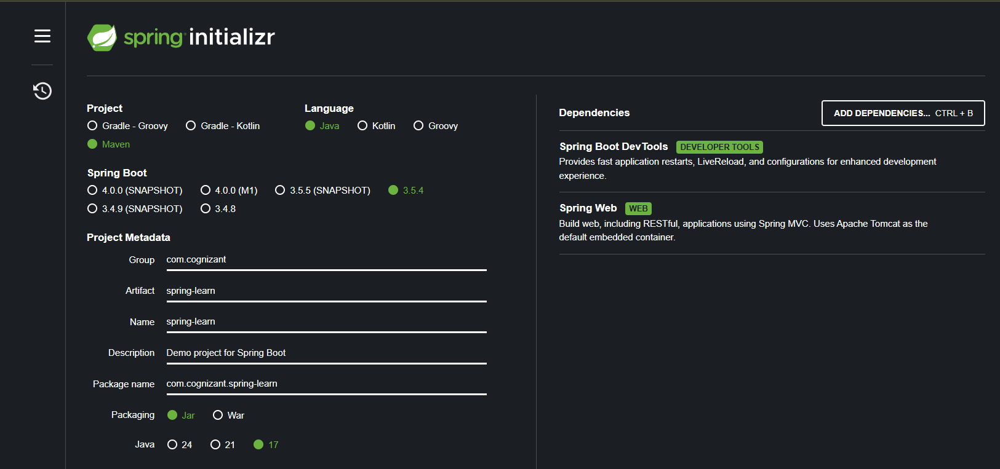 spring initializr
Project
Gradle - Groovy Gradle - Kotlin
Maven
Language
Java Kotlin Groovy
Spring Boot
4.0.0 (SNAPSHOT) 4.0.0 (M1) 3.5.5 (SNAPSHOT) 3.5.4
3.4.9 (SNAPSHOT) 3.4.8
Project Metadata
Group com.cognizant
Artifact spring-learn
Name spring-learn
Description Demo project for Spring Boot
Package name com.cognizant.spring-learn
Packaging Jar War
Java 24 21 17
Dependencies ADD DEPENDENCIES... CTRL + B
Spring Boot DevTools DEVELOPER TOOLS
Provides fast application restarts, LiveReload, and configurations for enhanced development
experience.
Spring Web WEB
Build web, including RESTful, applications using Spring MVC. Uses Apache Tomcat as the
default embedded container.